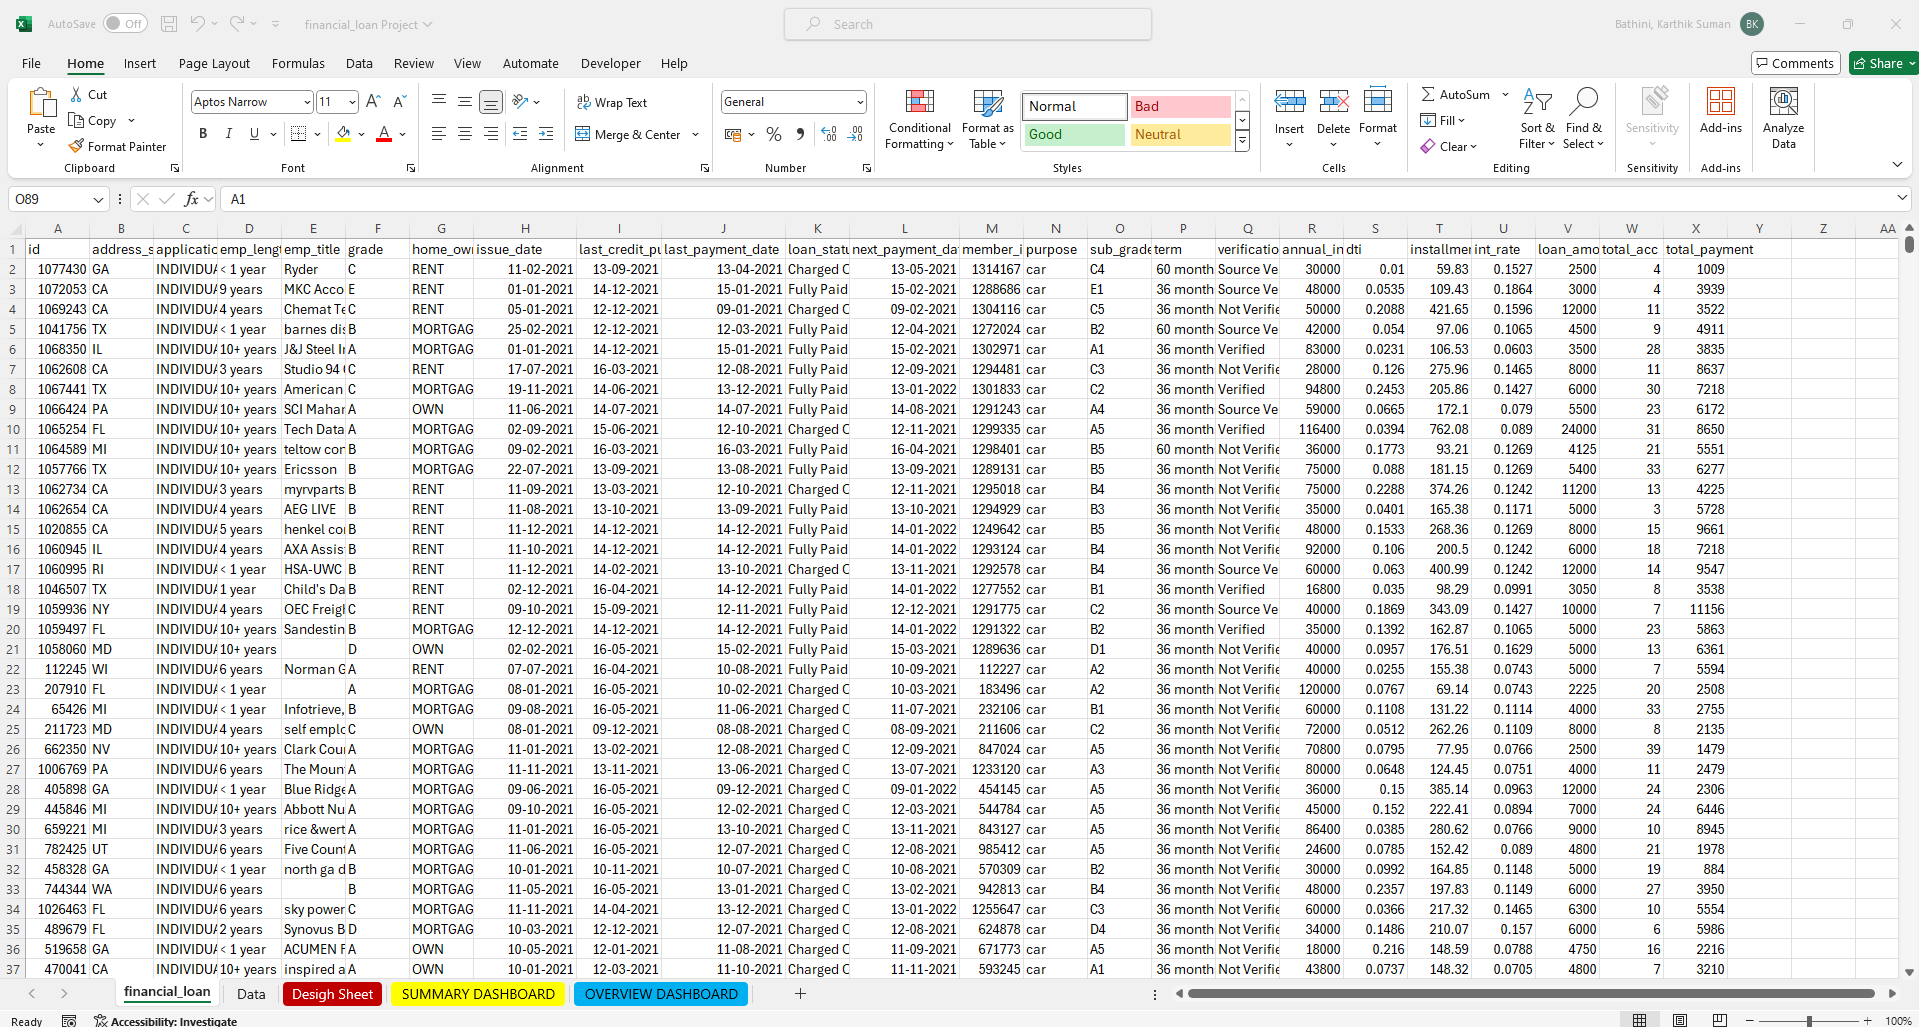 AutoSave Off financial_loan Project Search Bathini, Karthik Suman BK
File Home Insert Page Layout Formulas Data Review View Automate Developer Help Comments Share
Cut
Copy
Format Painter
Paste
Clipboard
Aptos Narrow 11
B I U
Font
Wrap Text
Merge & Center
Alignment
General
Number
Conditional Formatting
Format as Table
Normal Bad
Good Neutral
Styles
Insert Delete Format
Cells
AutoSum
Fill
Clear
Sort & Filter
Find & Select
Editing
Sensitivity
Sensitivity
Add-ins
Add-ins
Analyze Data
O89 fx A1
A B C D E F G H I J K L M N O P Q R S T U V W X Y Z AA
1 id address_s applicatio emp_leng emp_title grade home_ow issue_date last_credit_pu last_payment_date loan_statu next_payment_da member_i purpose sub_grade term verificatio annual_in dti installmen int_rate loan_amo total_acc total_payment
2 1077430 GA INDIVIDUA < 1 year Ryder C RENT 11-02-2021 13-09-2021 13-04-2021 Charged C 13-05-2021 1314167 car C4 60 month Source Ve 30000 0.01 59.83 0.1527 2500 4 1009
3 1072053 CA INDIVIDUA 9 years MKC Acco E RENT 01-01-2021 14-12-2021 15-01-2021 Fully Paid 15-02-2021 1288686 car E1 36 month Source Ve 48000 0.0535 109.43 0.1864 3000 4 3939
4 1069243 CA INDIVIDUA 4 years Chemat Te C RENT 05-01-2021 12-12-2021 09-01-2021 Charged C 09-02-2021 1304116 car C5 36 month Not Verifie 50000 0.2088 421.65 0.1596 12000 11 3522
5 1041756 TX INDIVIDUA < 1 year barnes dis B MORTGAG 25-02-2021 12-12-2021 12-03-2021 Fully Paid 12-04-2021 1272024 car B2 60 month Source Ve 42000 0.054 97.06 0.1065 4500 9 4911
6 1068350 IL INDIVIDUA 10+ years J&J Steel In A MORTGAG 01-01-2021 14-12-2021 15-01-2021 Fully Paid 15-02-2021 1302971 car A1 36 month Verified 83000 0.0231 106.53 0.0603 3500 28 3835
7 1062608 CA INDIVIDUA 3 years Studio 94 C RENT 17-07-2021 16-03-2021 12-08-2021 Fully Paid 12-09-2021 1294481 car C3 36 month Not Verifie 28000 0.126 275.96 0.1465 8000 11 8637
8 1067441 TX INDIVIDUA 10+ years American C MORTGAG 19-11-2021 14-06-2021 13-12-2021 Fully Paid 13-01-2022 1301833 car C2 36 month Verified 94800 0.2453 205.86 0.1427 6000 30 7218
9 1066424 PA INDIVIDUA 10+ years SCI Mahar A OWN 11-06-2021 14-07-2021 14-07-2021 Fully Paid 14-08-2021 1291243 car A4 36 month Source Ve 59000 0.0665 172.1 0.079 5500 23 6172
10 1065254 FL INDIVIDUA 10+ years Tech Data A MORTGAG 02-09-2021 15-06-2021 12-10-2021 Charged C 12-11-2021 1299335 car A5 36 month Verified 116400 0.0394 762.08 0.089 24000 31 8650
11 1064589 MI INDIVIDUA 10+ years teltow con B MORTGAG 09-02-2021 16-03-2021 16-03-2021 Fully Paid 16-04-2021 1298401 car B5 60 month Not Verifie 36000 0.1773 93.21 0.1269 4125 21 5551
12 1057766 TX INDIVIDUA 10+ years Ericsson B MORTGAG 22-07-2021 13-09-2021 13-08-2021 Fully Paid 13-09-2021 1289131 car B5 36 month Not Verifie 75000 0.088 181.15 0.1269 5400 33 6277
13 1062734 CA INDIVIDUA 3 years myrvparts B RENT 11-09-2021 13-03-2021 12-10-2021 Charged C 12-11-2021 1295018 car B4 36 month Not Verifie 75000 0.2288 374.26 0.1242 11200 13 4225
14 1062654 CA INDIVIDUA 4 years AEG LIVE B RENT 11-08-2021 13-10-2021 13-09-2021 Fully Paid 13-10-2021 1294929 car B3 36 month Not Verifie 35000 0.0401 165.38 0.1171 5000 3 5728
15 1020855 CA INDIVIDUA 5 years henkel co B RENT 11-12-2021 14-12-2021 14-12-2021 Fully Paid 14-01-2022 1249642 car B5 36 month Not Verifie 48000 0.1533 268.36 0.1269 8000 15 9661
16 1060945 IL INDIVIDUA 4 years AXA Assis B RENT 11-10-2021 14-12-2021 14-12-2021 Fully Paid 14-01-2022 1293124 car B4 36 month Not Verifie 92000 0.106 200.5 0.1242 6000 18 7218
17 1060995 RI INDIVIDUA < 1 year HSA-UWC B RENT 11-12-2021 14-02-2021 13-10-2021 Charged C 13-11-2021 1292578 car B4 36 month Source Ve 60000 0.063 400.99 0.1242 12000 14 9547
18 1046507 TX INDIVIDUA 1 year Child's Da B RENT 02-12-2021 16-04-2021 14-12-2021 Fully Paid 14-01-2022 1277552 car B1 36 month Verified 16800 0.035 98.29 0.0991 3050 8 3538
19 1059936 NY INDIVIDUA 4 years OEC Freigh C RENT 09-10-2021 15-09-2021 12-11-2021 Fully Paid 12-12-2021 1291775 car C2 36 month Source Ve 40000 0.1869 343.09 0.1427 10000 7 11156
20 1059497 FL INDIVIDUA 10+ years Sandestin B MORTGAG 12-12-2021 14-12-2021 14-12-2021 Fully Paid 14-01-2022 1291322 car B2 36 month Verified 35000 0.1392 162.87 0.1065 5000 23 5863
21 1058060 MD INDIVIDUA 10+ years D OWN 02-02-2021 16-05-2021 15-02-2021 Fully Paid 15-03-2021 1289636 car D1 36 month Not Verifie 40000 0.0957 176.51 0.1629 5000 13 6361
22 112245 WI INDIVIDUA 6 years Norman G A RENT 07-07-2021 16-04-2021 10-08-2021 Fully Paid 10-09-2021 112227 car A2 36 month Not Verifie 40000 0.0255 155.38 0.0743 5000 7 5594
23 207910 FL INDIVIDUA < 1 year A MORTGAG 08-01-2021 16-05-2021 10-02-2021 Charged C 10-03-2021 183496 car A2 36 month Not Verifie 120000 0.0767 69.14 0.0743 2225 20 2508
24 65426 MI INDIVIDUA < 1 year Infotrieve, B MORTGAG 09-08-2021 16-05-2021 11-06-2021 Charged C 11-07-2021 232106 car B1 36 month Not Verifie 60000 0.1108 131.22 0.1114 4000 33 2755
25 211723 MD INDIVIDUA 4 years self emplo C OWN 08-01-2021 09-12-2021 08-08-2021 Charged C 08-09-2021 211606 car C2 36 month Not Verifie 72000 0.0512 262.26 0.1109 8000 8 2135
26 662350 NV INDIVIDUA 10+ years Clark Coun A MORTGAG 11-01-2021 13-02-2021 12-08-2021 Charged C 12-09-2021 847024 car A5 36 month Not Verifie 70800 0.0795 77.95 0.0766 2500 39 1479
27 1006769 PA INDIVIDUA 6 years The Moun A MORTGAG 11-11-2021 13-11-2021 13-06-2021 Charged C 13-07-2021 1233120 car A3 36 month Not Verifie 80000 0.0648 124.45 0.0751 4000 11 2479
28 405898 GA INDIVIDUA < 1 year Blue Ridge A MORTGAG 09-06-2021 16-05-2021 09-12-2021 Charged C 09-01-2022 454145 car A5 36 month Not Verifie 36000 0.15 385.14 0.0963 12000 24 2306
29 445846 MI INDIVIDUA 10+ years Abbott Nu A MORTGAG 09-10-2021 16-05-2021 12-02-2021 Charged C 12-03-2021 544784 car A5 36 month Not Verifie 45000 0.152 222.41 0.0894 7000 24 6446
30 659221 MI INDIVIDUA 3 years rice &wert A MORTGAG 11-01-2021 16-05-2021 13-10-2021 Charged C 13-11-2021 843127 car A5 36 month Not Verifie 86400 0.0385 280.62 0.0766 9000 10 8945
31 782425 UT INDIVIDUA 6 years Five Count A MORTGAG 11-06-2021 16-05-2021 12-07-2021 Charged C 12-08-2021 985412 car A5 36 month Not Verifie 24600 0.0785 152.42 0.089 4800 21 1978
32 458328 GA INDIVIDUA < 1 year north ga d B MORTGAG 10-01-2021 10-11-2021 10-07-2021 Charged C 10-08-2021 570309 car B2 36 month Not Verifie 30000 0.0992 164.85 0.1148 5000 19 884
33 744344 WA INDIVIDUA 6 years B MORTGAG 11-05-2021 16-05-2021 13-01-2021 Charged C 13-02-2021 942813 car B4 36 month Not Verifie 48000 0.2357 197.83 0.1149 6000 27 3950
34 1026463 FL INDIVIDUA 6 years sky power C MORTGAG 11-11-2021 14-04-2021 13-12-2021 Charged C 13-01-2022 1255647 car C3 36 month Not Verifie 60000 0.0366 217.32 0.1465 6300 10 5554
35 489679 FL INDIVIDUA 2 years Synovus B D MORTGAG 10-03-2021 12-12-2021 12-07-2021 Charged C 12-08-2021 624878 car D4 36 month Not Verifie 34000 0.1486 210.07 0.157 6000 6 5986
36 519658 GA INDIVIDUA < 1 year ACUMEN F A OWN 10-05-2021 12-01-2021 11-08-2021 Charged C 11-09-2021 671773 car A5 36 month Not Verifie 18000 0.216 148.59 0.0788 4750 16 2216
37 470041 CA INDIVIDUA 10+ years inspired a A OWN 10-01-2021 12-03-2021 11-10-2021 Charged C 11-11-2021 593245 car A1 36 month Not Verifie 43800 0.0737 148.32 0.0705 4800 7 3210
financial_loan Data Desigh Sheet SUMMARY DASHBOARD OVERVIEW DASHBOARD
Ready Accessibility: Investigate 100%